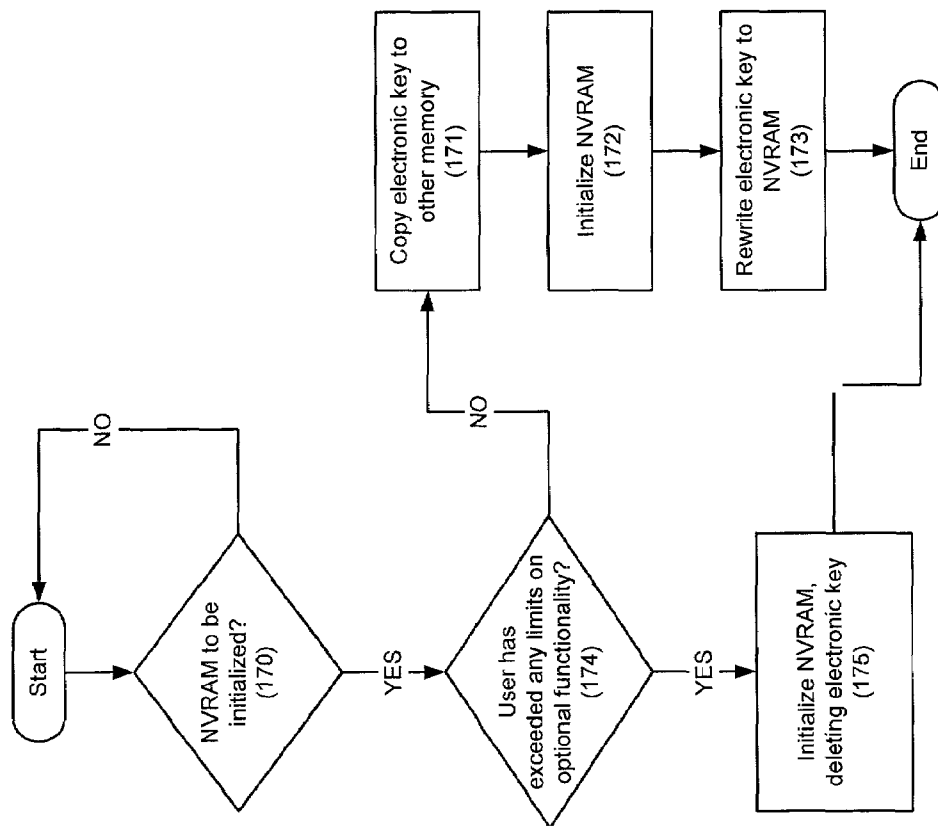 Start
NVRAM to be
initialized?
(170)
NO
YES
User has
exceeded any limits on
optional functionality?
(174)
NO
YES
Copy electronic key to
other memory
(171)
Initialize NVRAM
(172)
Rewrite electronic key to
NVRAM
(173)
Initialize NVRAM,
deleting electronic key
(175)
End